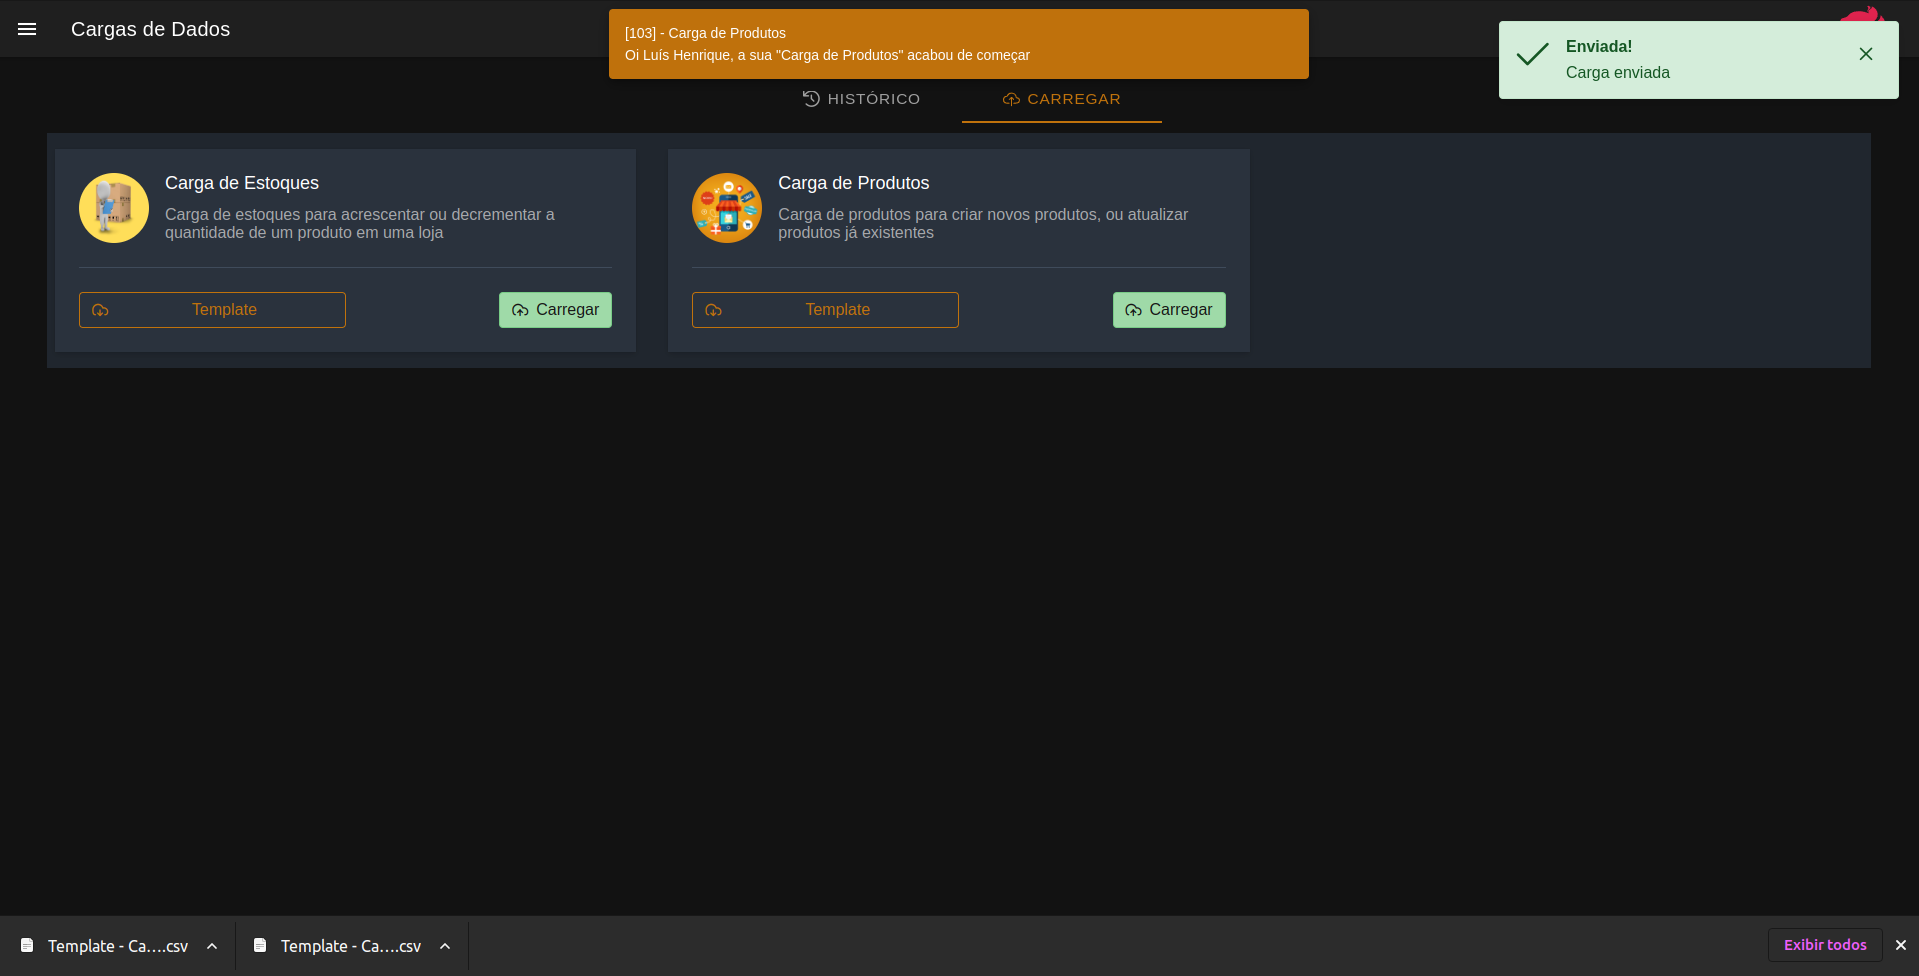 Cargas de Dados
[103] - Carga de Produtos
Oi Luís Henrique, a sua "Carga de Produtos" acabou de começar
Enviada!
Carga enviada
HISTÓRICO
CARREGAR
Carga de Estoques
Carga de estoques para acrescentar ou decrementar a
quantidade de um produto em uma loja
Template
Carregar
Carga de Produtos
Carga de produtos para criar novos produtos, ou atualizar
produtos já existentes
Template
Carregar
Template - Ca....csv
Template - Ca....csv
Exibir todos